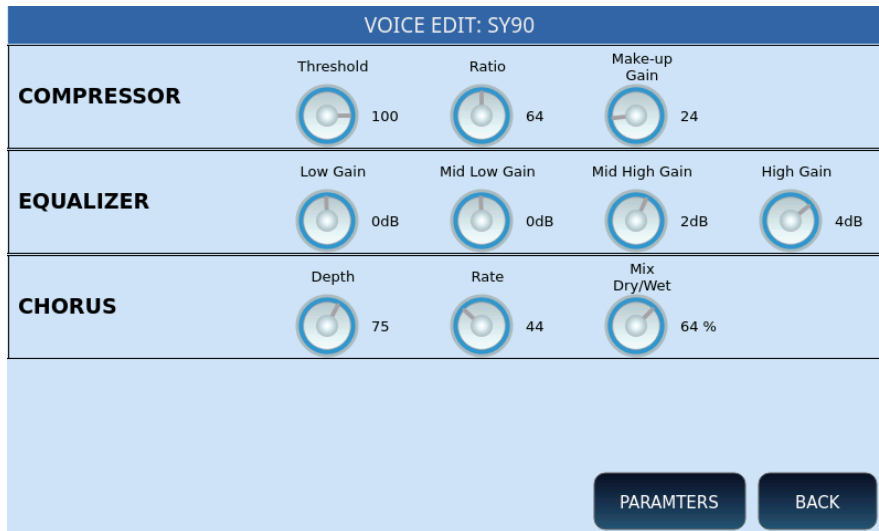 VOICE EDIT: SY90
COMPRESSOR
Threshold
100
Ratio
64
Make-up
Gain
24
EQUALIZER
Low Gain
0dB
Mid Low Gain
0dB
Mid High Gain
2dB
High Gain
4dB
CHORUS
Depth
75
Rate
44
Mix
Dry/Wet
64 %
PARAMTERS
BACK